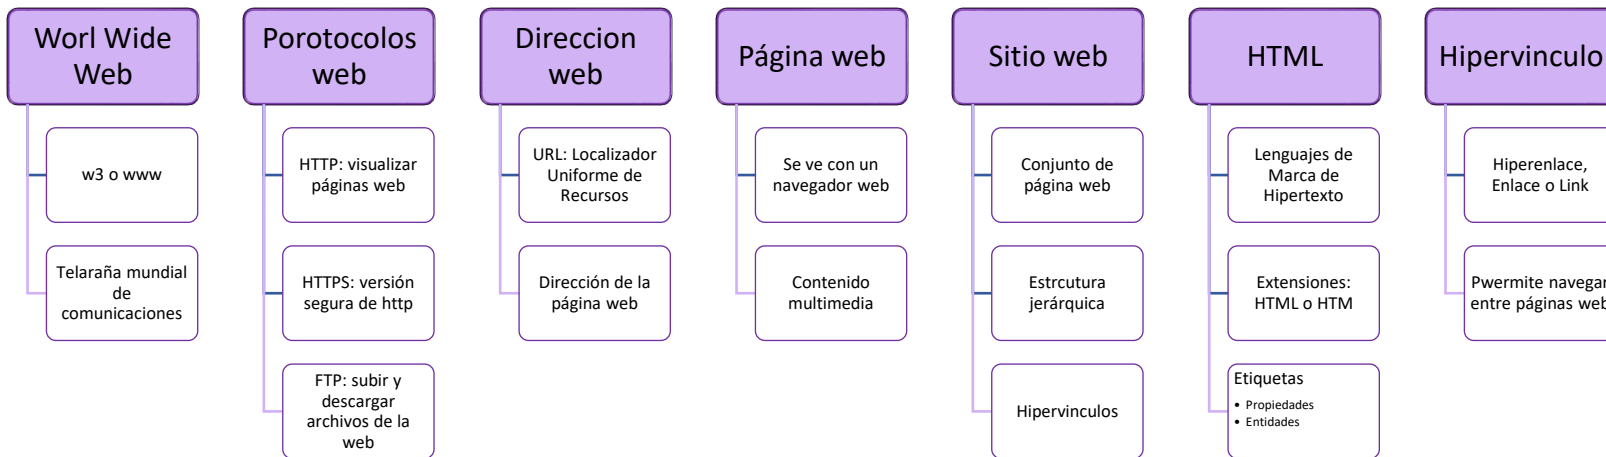 Worl Wide
Web
w3 o www
Telaraña mundial
de
comunicaciones
Porotocolos
web
HTTP: visualizar
páginas web
HTTPS: versión
segura de http
FTP: subir y
descargar
archivos de la
web
Direccion
web
URL: Localizador
Uniforme de
Recursos
Dirección de la
página web
Página web
Se ve con un
navegador web
Contenido
multimedia
Sitio web
Conjunto de
página web
Estrcutura
jerárquica
Hipervinculos
HTML
Lenguajes de
Marca de
Hipertexto
Extensiones:
HTML o HTM
Etiquetas
• Propiedades
• Entidades
Hipervinculo
Hiperenlace,
Enlace o Link
Pwermite navegar
entre páginas web